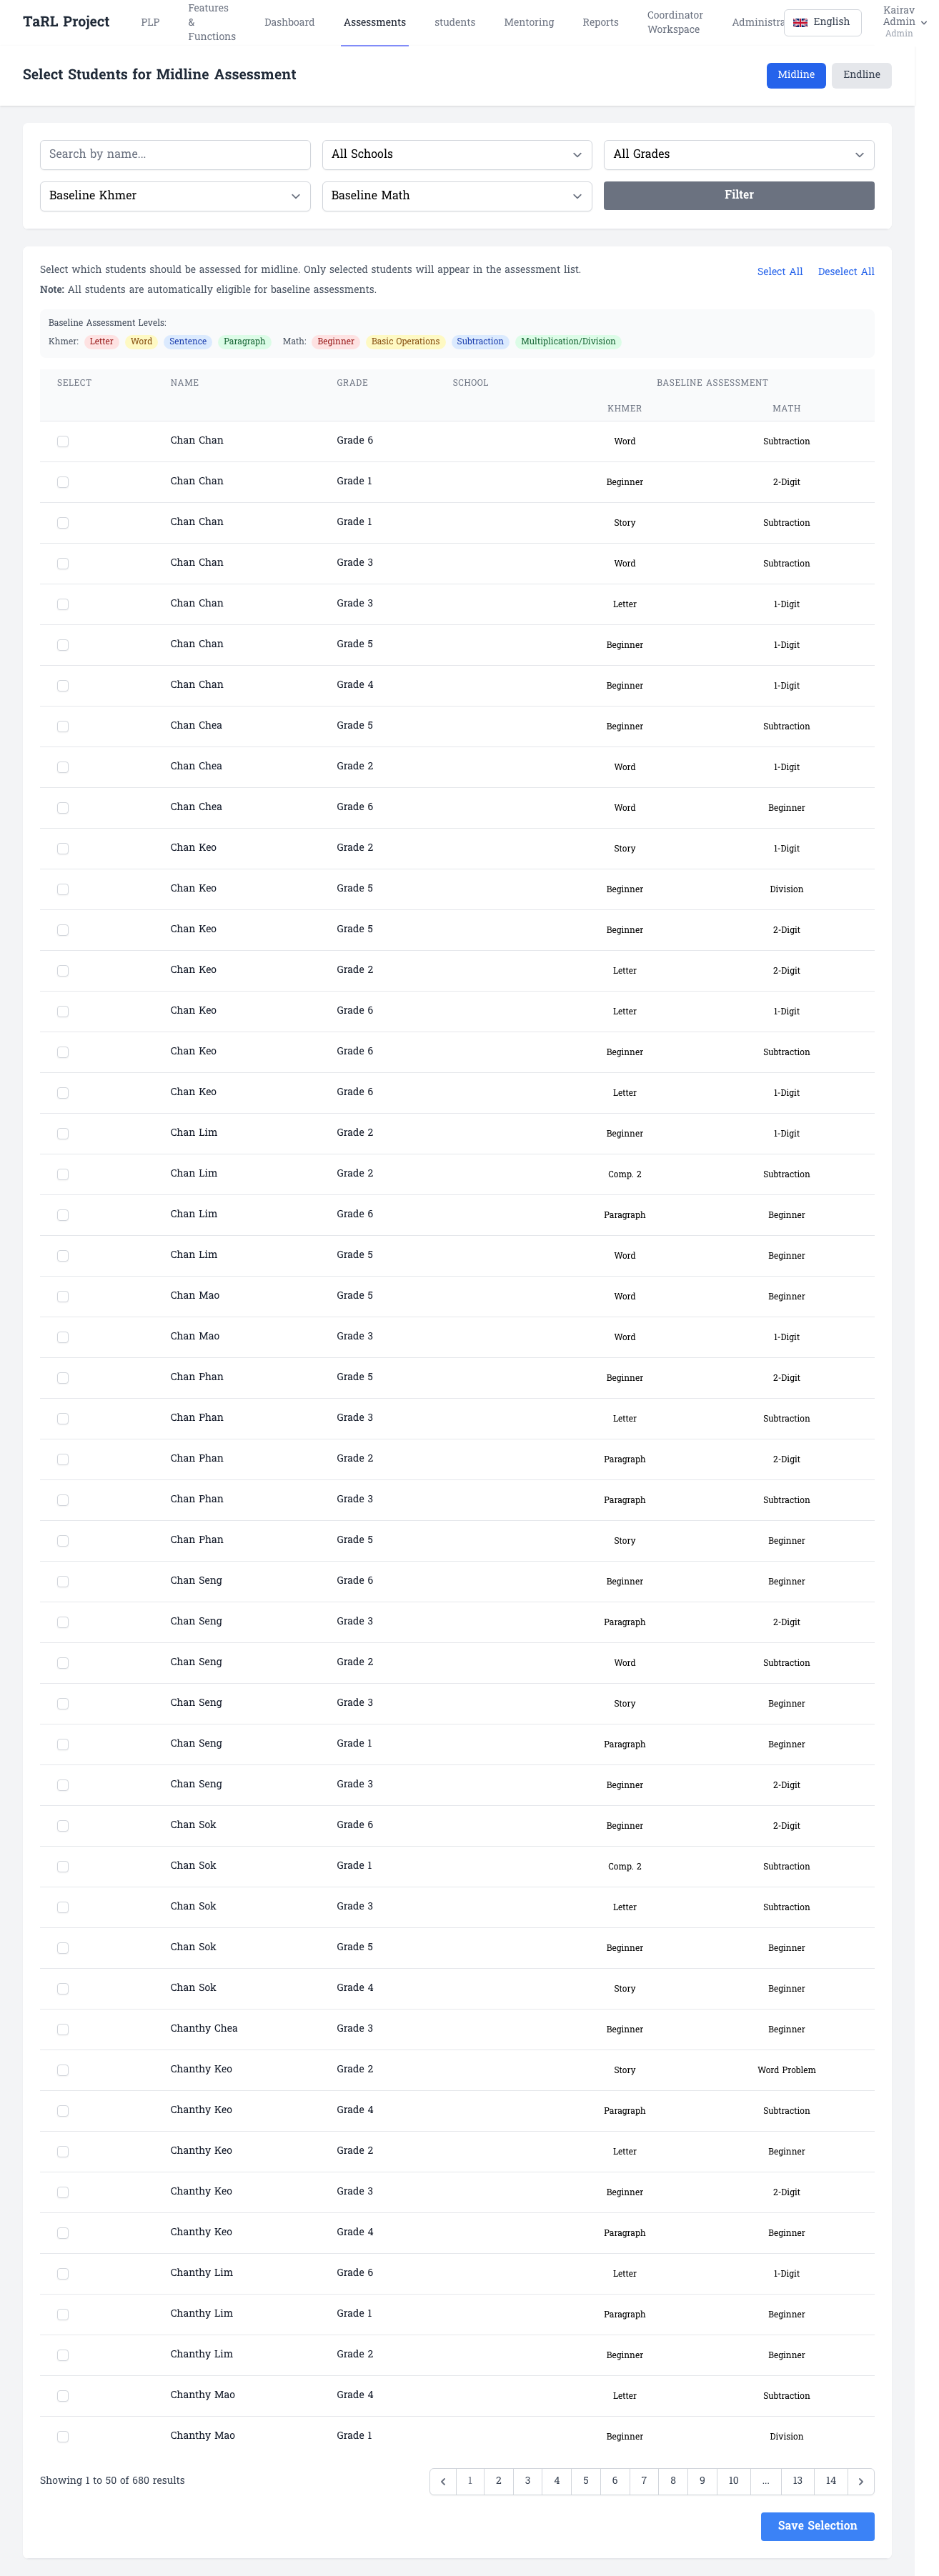 TaRL Project
PLP
Features & Functions
Dashboard
Assessments
students
Mentoring
Reports
Coordinator Workspace
Administra
English
Kairav Admin
Admin
Select Students for Midline Assessment
Midline
Endline
Search by name...
All Schools
All Grades
Baseline Khmer
Baseline Math
Filter
Select which students should be assessed for midline. Only selected students will appear in the assessment list.
Select All Deselect All
Note: All students are automatically eligible for baseline assessments.
Baseline Assessment Levels:
Khmer: Letter Word Sentence Paragraph Math: Beginner Basic Operations Subtraction Multiplication/Division
SELECT NAME GRADE SCHOOL BASELINE ASSESSMENT
KHMER MATH
Chan Chan Grade 6 Word Subtraction
Chan Chan Grade 1 Beginner 2-Digit
Chan Chan Grade 1 Story Subtraction
Chan Chan Grade 3 Word Subtraction
Chan Chan Grade 3 Letter 1-Digit
Chan Chan Grade 5 Beginner 1-Digit
Chan Chan Grade 4 Beginner 1-Digit
Chan Chea Grade 5 Beginner Subtraction
Chan Chea Grade 2 Word 1-Digit
Chan Chea Grade 6 Word Beginner
Chan Keo Grade 2 Story 1-Digit
Chan Keo Grade 5 Beginner Division
Chan Keo Grade 5 Beginner 2-Digit
Chan Keo Grade 2 Letter 2-Digit
Chan Keo Grade 6 Letter 1-Digit
Chan Keo Grade 6 Beginner Subtraction
Chan Keo Grade 6 Letter 1-Digit
Chan Lim Grade 2 Beginner 1-Digit
Chan Lim Grade 2 Comp. 2 Subtraction
Chan Lim Grade 6 Paragraph Beginner
Chan Lim Grade 5 Word Beginner
Chan Mao Grade 5 Word Beginner
Chan Mao Grade 3 Word 1-Digit
Chan Phan Grade 5 Beginner 2-Digit
Chan Phan Grade 3 Letter Subtraction
Chan Phan Grade 2 Paragraph 2-Digit
Chan Phan Grade 3 Paragraph Subtraction
Chan Phan Grade 5 Story Beginner
Chan Seng Grade 6 Beginner Beginner
Chan Seng Grade 3 Paragraph 2-Digit
Chan Seng Grade 2 Word Subtraction
Chan Seng Grade 3 Story Beginner
Chan Seng Grade 1 Paragraph Beginner
Chan Seng Grade 3 Beginner 2-Digit
Chan Sok Grade 6 Beginner 2-Digit
Chan Sok Grade 1 Comp. 2 Subtraction
Chan Sok Grade 3 Letter Subtraction
Chan Sok Grade 5 Beginner Beginner
Chan Sok Grade 4 Story Beginner
Chanthy Chea Grade 3 Beginner Beginner
Chanthy Keo Grade 2 Story Word Problem
Chanthy Keo Grade 4 Paragraph Subtraction
Chanthy Keo Grade 2 Letter Beginner
Chanthy Keo Grade 3 Beginner 2-Digit
Chanthy Keo Grade 4 Paragraph Beginner
Chanthy Lim Grade 6 Letter 1-Digit
Chanthy Lim Grade 1 Paragraph Beginner
Chanthy Lim Grade 2 Beginner Beginner
Chanthy Mao Grade 4 Letter Subtraction
Chanthy Mao Grade 1 Beginner Division
Showing 1 to 50 of 680 results
1 2 3 4 5 6 7 8 9 10 ... 13 14
Save Selection